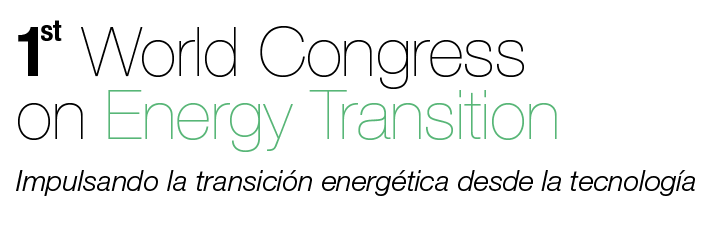 1st World Congress
on Energy Transition
Impulsando la transición energética desde la tecnología